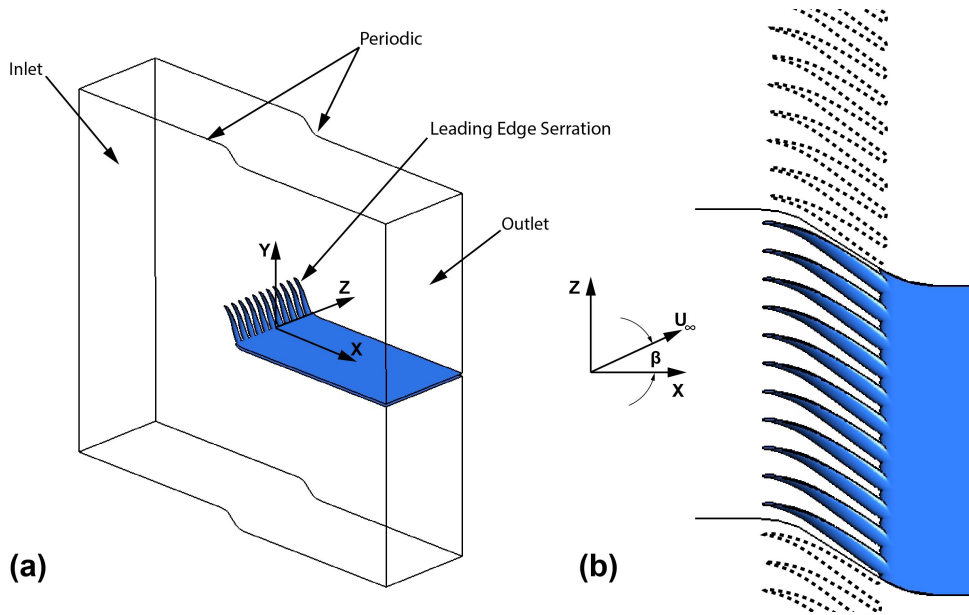 Periodic
Inlet
Leading Edge Serration
Outlet
Y
Z
X
(a)
Z
U∞
β
X
(b)